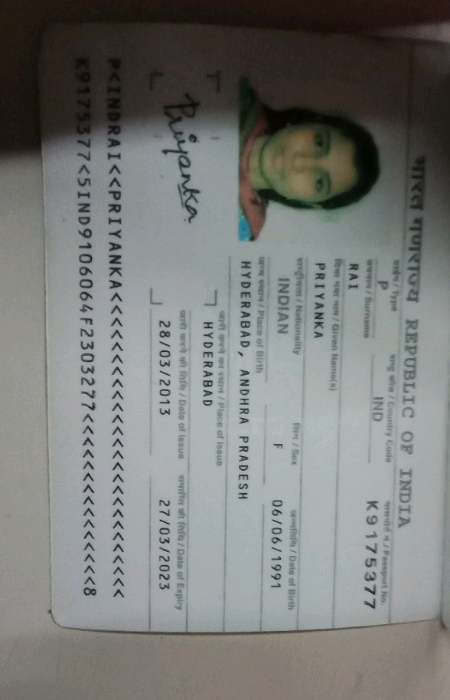 भारत गणराज्य REPUBLIC OF INDIA
टाईप / Type
राष्ट्र कोड / Country Code
पासपोर्ट नं. / Passport No.
P
IND
K9175377
उपनाम / Surname
RAI
दिया गया नाम / Given Name(s)
PRIYANKA
राष्ट्रीयता / Nationality
लिंग / Sex
जन्मतिथि / Date of Birth
INDIAN
F
06/06/1991
जन्म स्थान / Place of Birth
HYDERABAD, ANDHRA PRADESH
जारी करने का स्थान / Place of Issue
HYDERABAD
जारी करने की तिथि / Date of Issue
समाप्ति की तिथि / Date of Expiry
28/03/2013
27/03/2023
Priyanka
P<INDRAI<<PRIYANKA<<<<<<<<<<<<<<<<<<<<<<<<<<
K9175377<5IND9106064F2303277<<<<<<<<<<<<<<<8